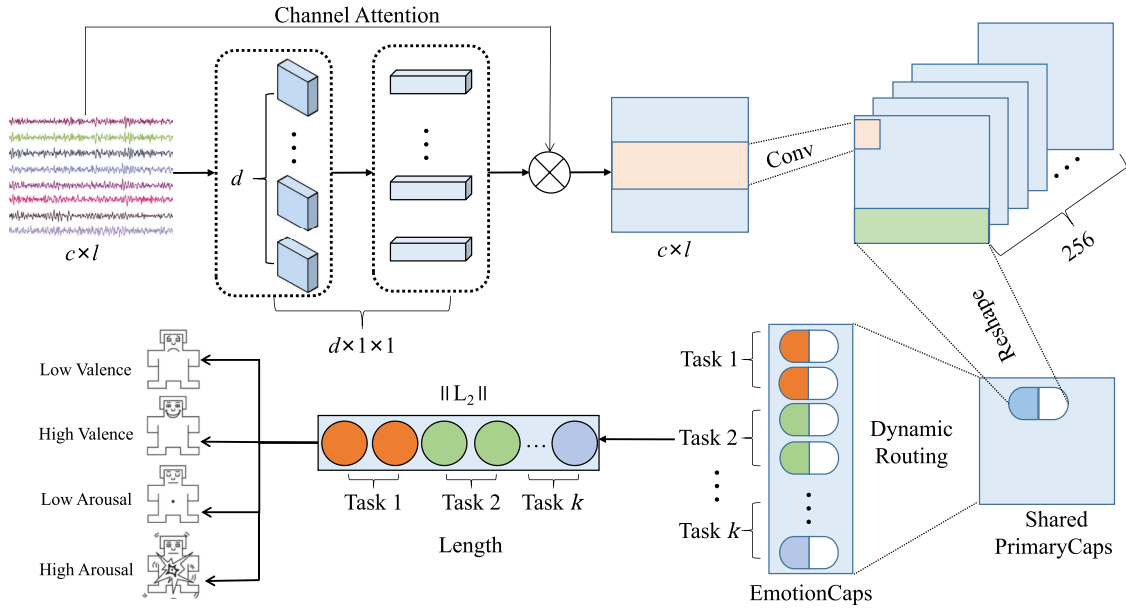 Channel Attention
c×l
d
d×1×1
c×l
Conv
256
Reshape
Shared
PrimaryCaps
Dynamic
Routing
Task 1
Task 2
Task k
EmotionCaps
|| L₂ ||
...
Task 1
Task 2
Task k
Length
Low Valence
High Valence
Low Arousal
High Arousal